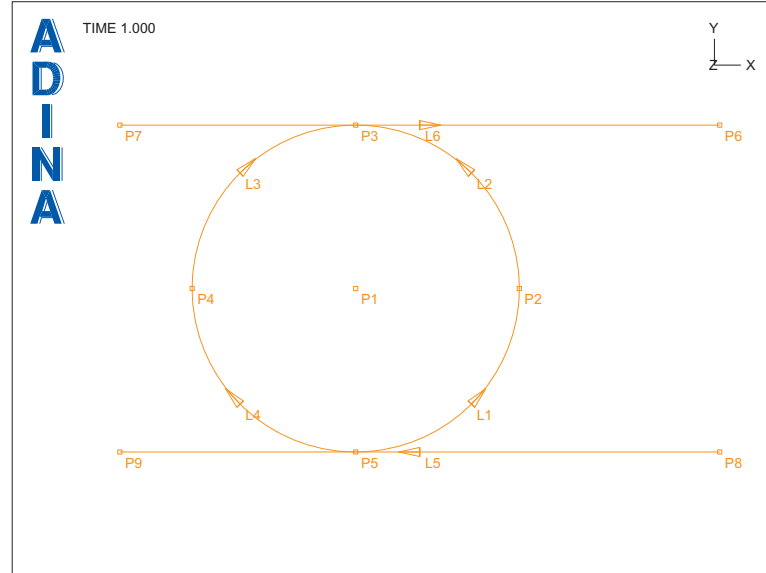 ADINA
TIME 1.000
Y
Z X
P7 P3 L6 P6
L3 L2
P4 P1 P2
L4 L1
P9 P5 L5 P8